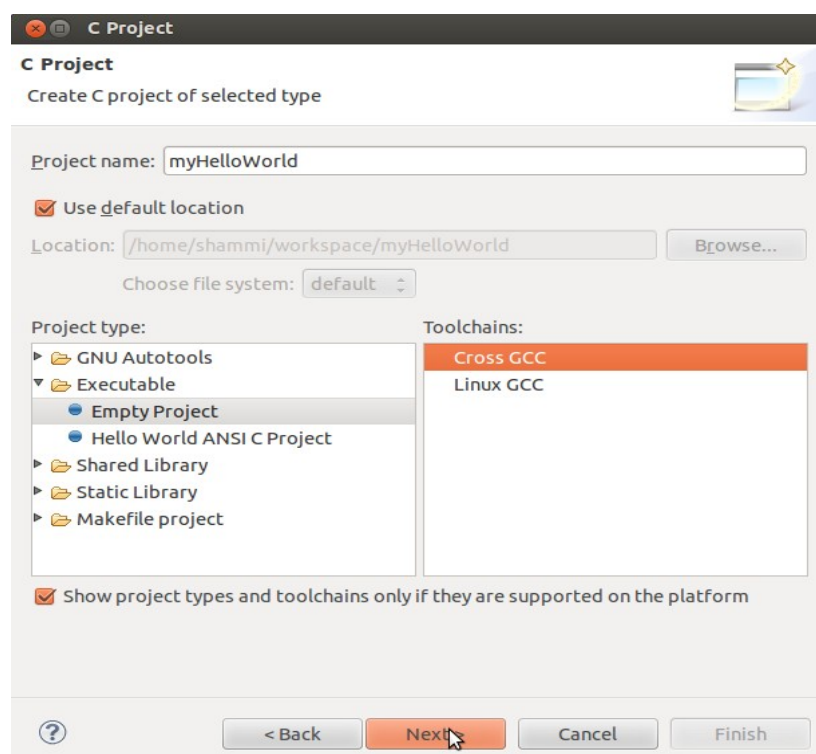 C Project
C Project
Create C project of selected type
Project name: myHelloWorld
Use default location
Location: /home/shammi/workspace/myHelloWorld Browse...
Choose file system: default
Project type: Toolchains:
GNU Autotools Cross GCC
Executable Linux GCC
Empty Project
Hello World ANSI C Project
Shared Library
Static Library
Makefile project
Show project types and toolchains only if they are supported on the platform
? < Back Next > Cancel Finish